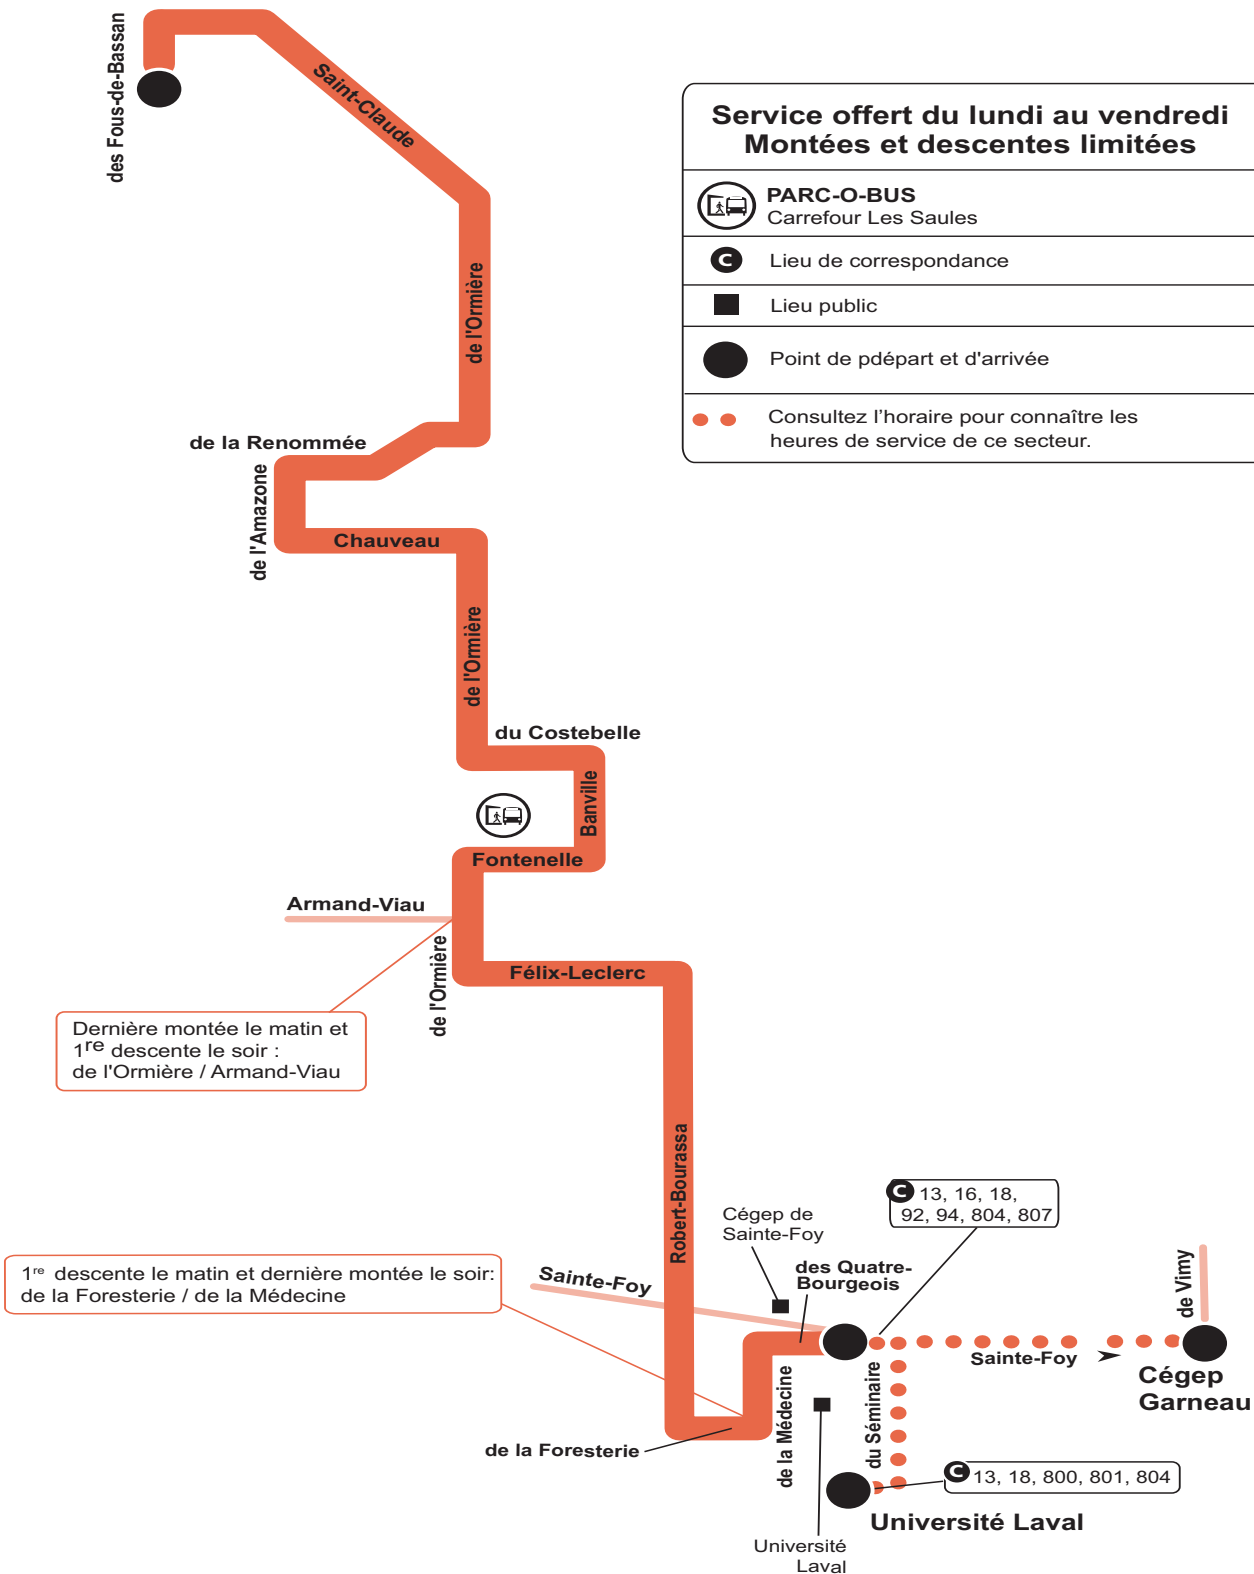 des Fous-de-Bassan
Saint-Claude
Service offert du lundi au vendredi
Montées et descentes limitées
PARC-O-BUS
Carrefour Les Saules
C Lieu de correspondance
Lieu public
Point de pdépart et d'arrivée
Consultez l'horaire pour connaître les
heures de service de ce secteur.
de l'Ormière
de la Renommée
de l'Amazone
Chauveau
de l'Ormière
du Costebelle
Banville
Fontenelle
Armand-Viau
de l'Ormière
Félix-Leclerc
Dernière montée le matin et
1re descente le soir :
de l'Ormière / Armand-Viau
Robert-Bourassa
C 13, 16, 18,
92, 94, 804, 807
Cégep de
Sainte-Foy
des Quatre-
Bourgeois
Sainte-Foy
de Vimy
1re descente le matin et dernière montée le soir:
de la Foresterie / de la Médecine
Sainte-Foy
Cégep
Garneau
de la Médecine
du Séminaire
de la Foresterie
C 13, 18, 800, 801, 804
Université Laval
Université
Laval